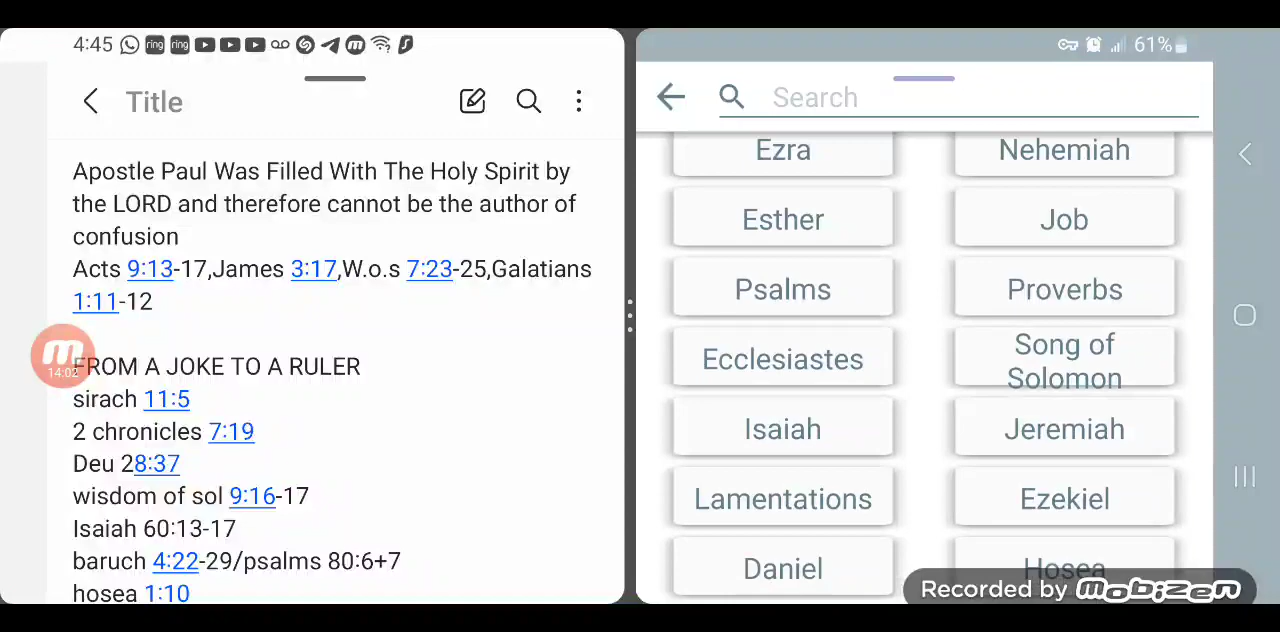 4:45
ring ring
61%
Title
Search
Apostle Paul Was Filled With The Holy Spirit by
the LORD and therefore cannot be the author of
confusion
Acts 9:13-17,James 3:17,W.o.s 7:23-25,Galatians
1:11-12
14:02
FROM A JOKE TO A RULER
sirach 11:5
2 chronicles 7:19
Deu 28:37
wisdom of sol 9:16-17
Isaiah 60:13-17
baruch 4:22-29/psalms 80:6+7
hosea 1:10
Ezra
Nehemiah
Esther
Job
Psalms
Proverbs
Ecclesiastes
Song of
Solomon
Isaiah
Jeremiah
Lamentations
Ezekiel
Daniel
Hosea
Recorded by mobizen